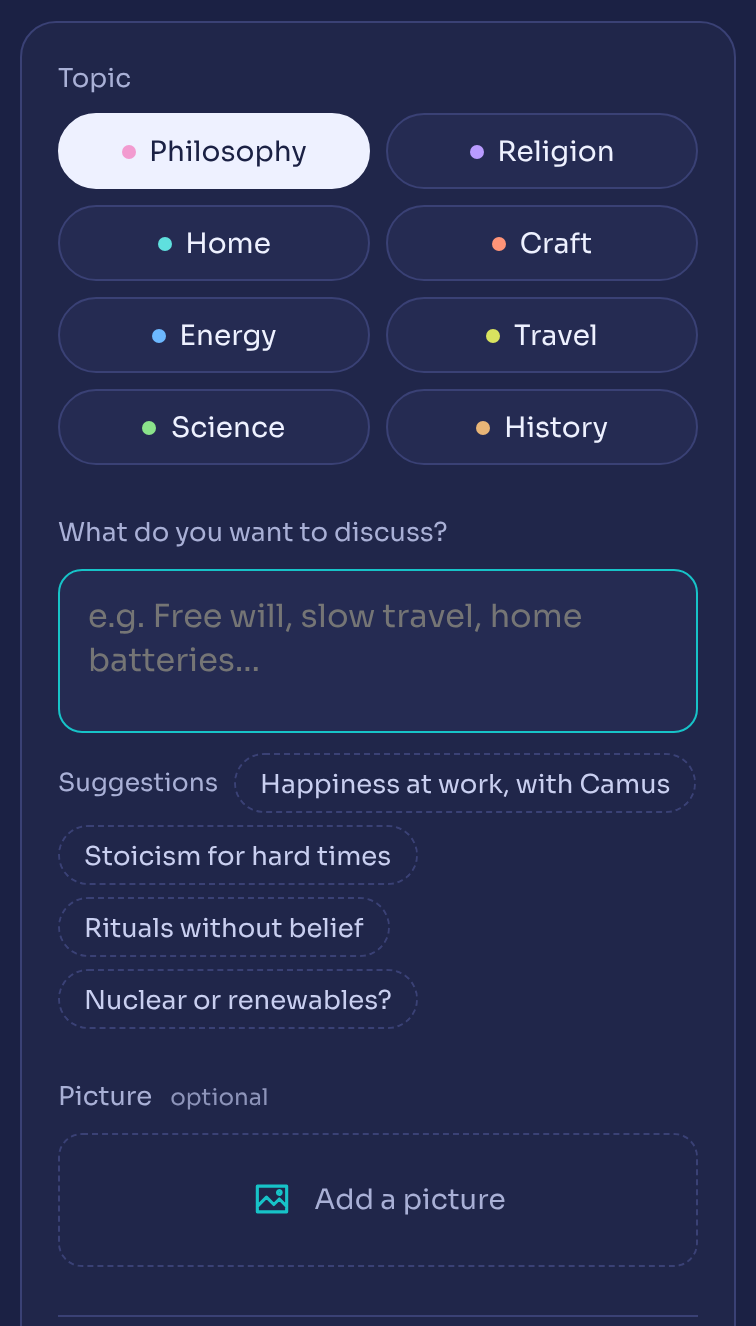 Topic
Philosophy
Religion
Home
Craft
Energy
Travel
Science
History
What do you want to discuss?
e.g. Free will, slow travel, home
batteries...
Suggestions
Happiness at work, with Camus
Stoicism for hard times
Rituals without belief
Nuclear or renewables?
Picture optional
Add a picture